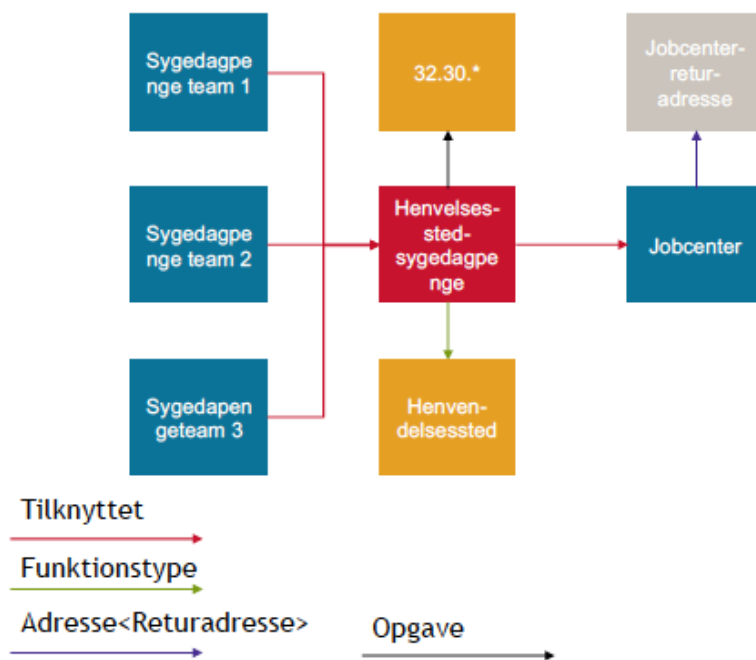 Sygedagpe
nge team 1
32.30.*
Jobcenter-
retur-
adresse
Sygedagpe
nge team 2
Henvelses-
sted-
sygedagpe
nge
Jobcenter
Sygedapen
geteam 3
Henven-
delsessted
Tilknyttet
Funktionstype
Adresse<Returadresse>
Opgave